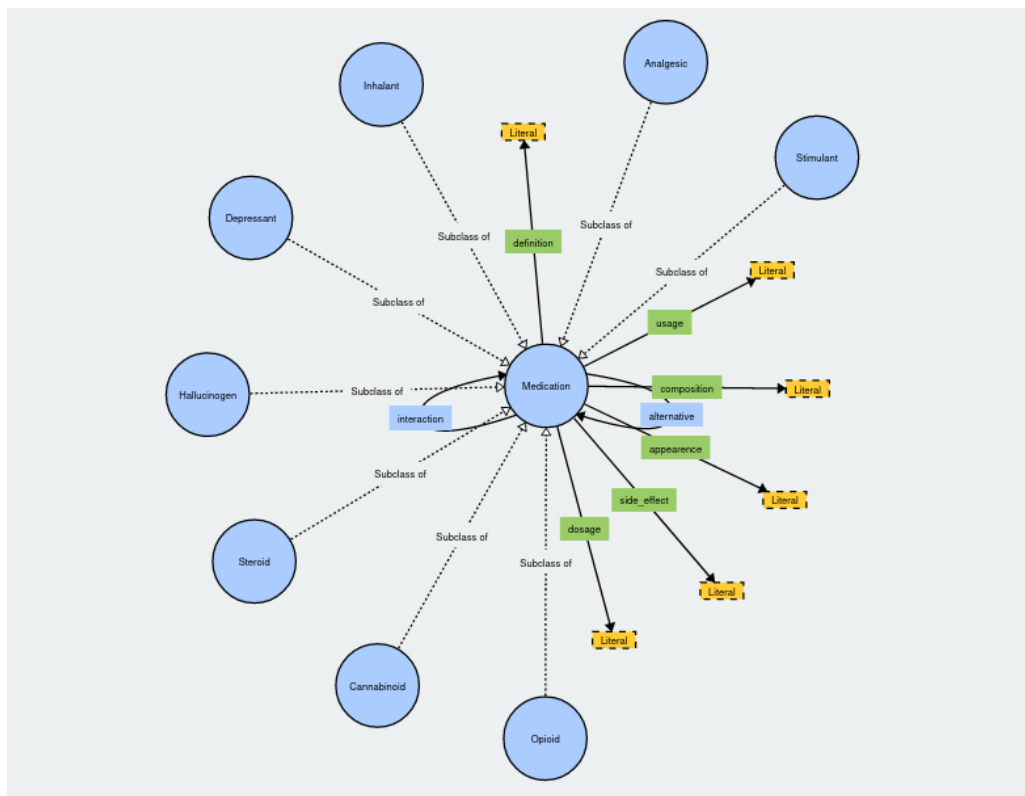 Analgesic
Inhalant
Literal
Stimulant
Depressant
Subclass of
Subclass of
definition
Subclass of
Literal
Subclass of
usage
Medication
Hallucinogen
Subclass of
composition
Literal
interaction
alternative
appearence
Subclass of
side_effect
Literal
dosage
Subclass of
Steroid
Subclass of
Literal
Literal
Cannabinoid
Opioid